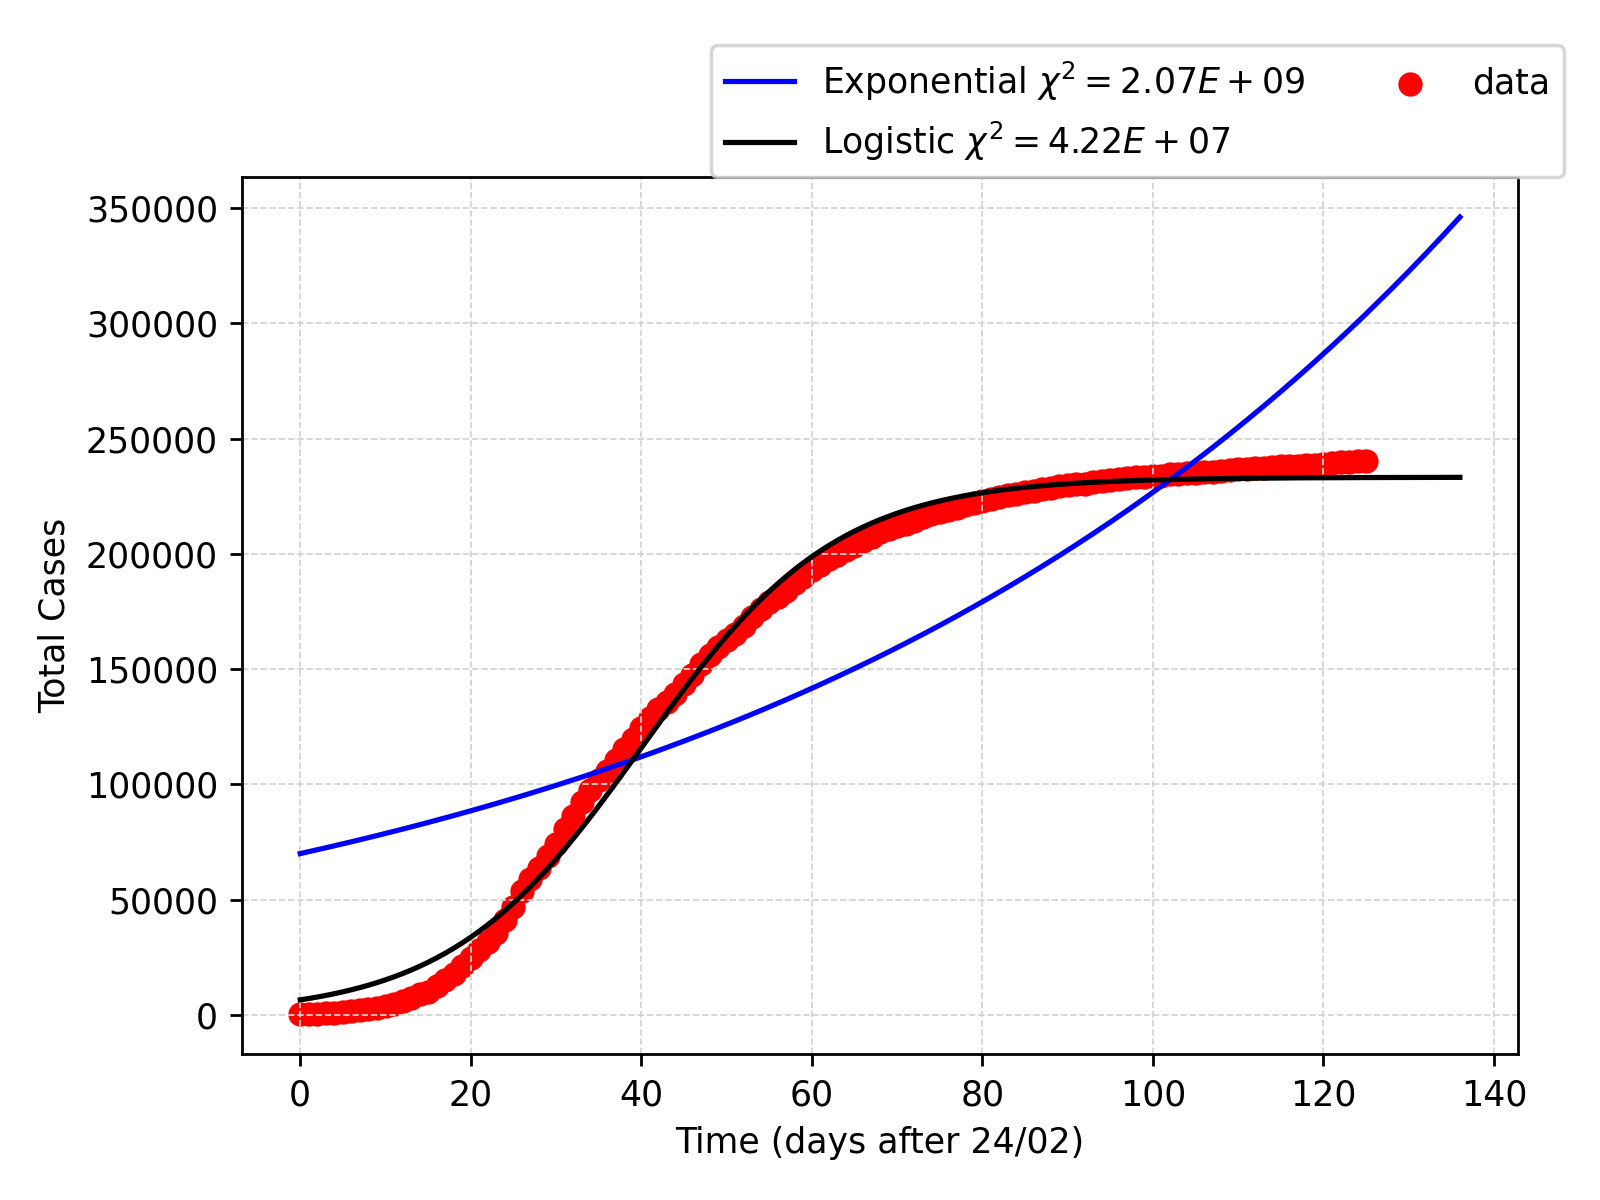 Exponential χ² = 2.07E + 09
data
Logistic χ² = 4.22E + 07
350000
300000
250000
200000
150000
100000
50000
0
Total Cases
0 20 40 60 80 100 120 140
Time (days after 24/02)